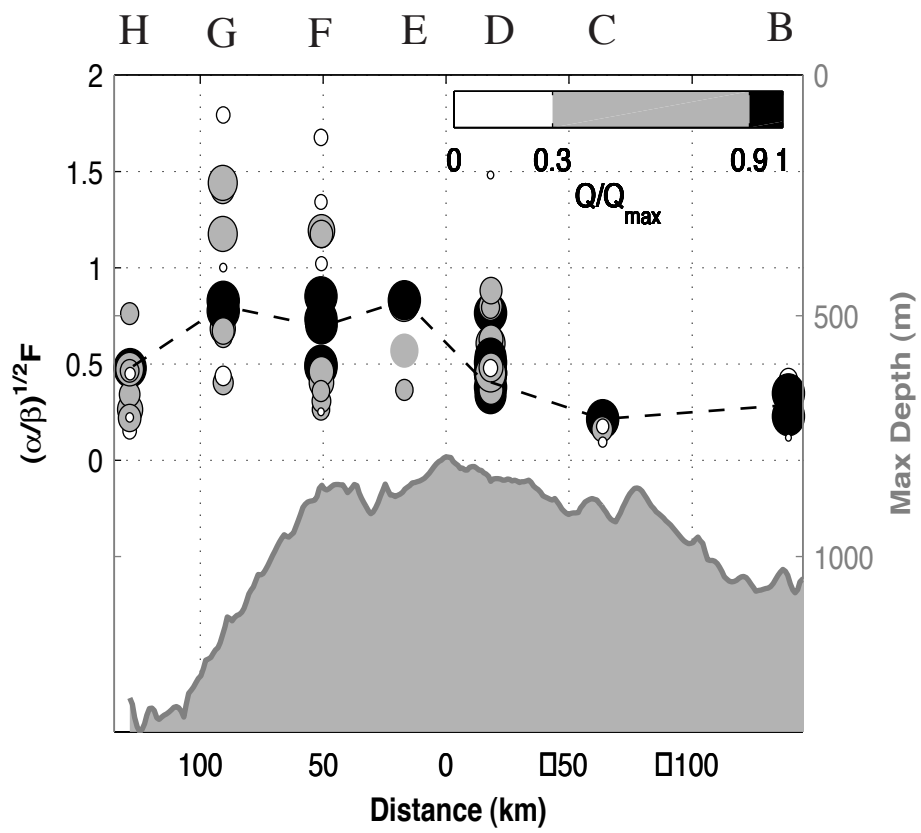 H G F E D C B
2 0
1.5
0 0.3 0.9 1
Q/Qmax
1
500
0.5
0
1000
(α/β)1/2F
Max Depth (m)
100 50 0 □50 □100
Distance (km)